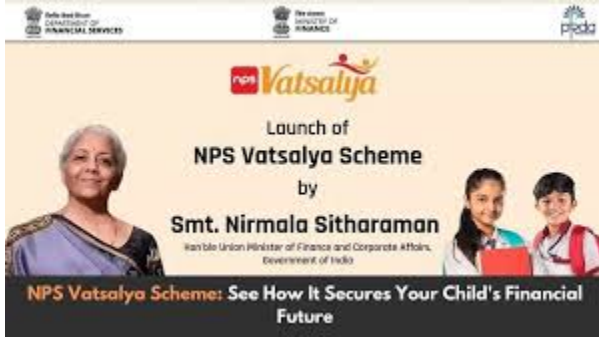 DEPARTMENT OF
FINANCIAL SERVICES
MINISTRY OF
FINANCE
nps Vatsalya
Launch of
NPS Vatsalya Scheme
by
Smt. Nirmala Sitharaman
Hon'ble Union Minister of Finance and Corporate Affairs,
Government of India
NPS Vatsalya Scheme: See How It Secures Your Child's Financial
Future